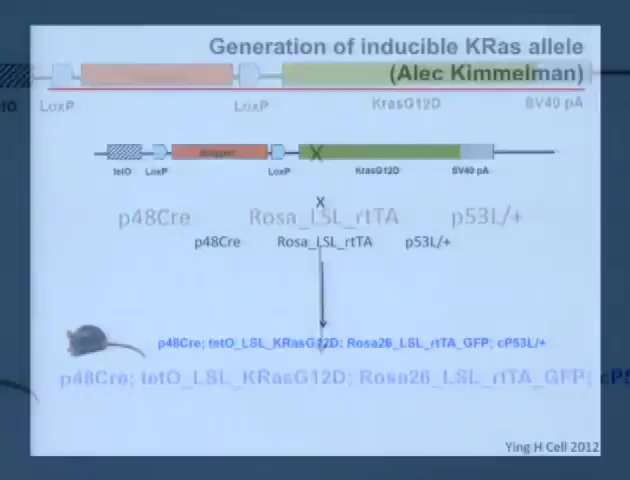 Generation of inducible KRas allele
(Alec Kimmelman)
LoxP LoxP KrasG12D SV40 pA
Stopper
tetO LoxP LoxP KrasG12D SV40 pA
x
p48Cre Rosa_LSL_rtTA p53L/+
p48Cre Rosa_LSL_rtTA p53L/+
p48Cre; tetO_LSL_KRasG12D; Rosa26_LSL_rtTA_GFP; cP53L/+
p48Cre; tetO_LSL_KRasG12D; Rosa26_LSL_rtTA_GFP;
Ying H Cell 2012